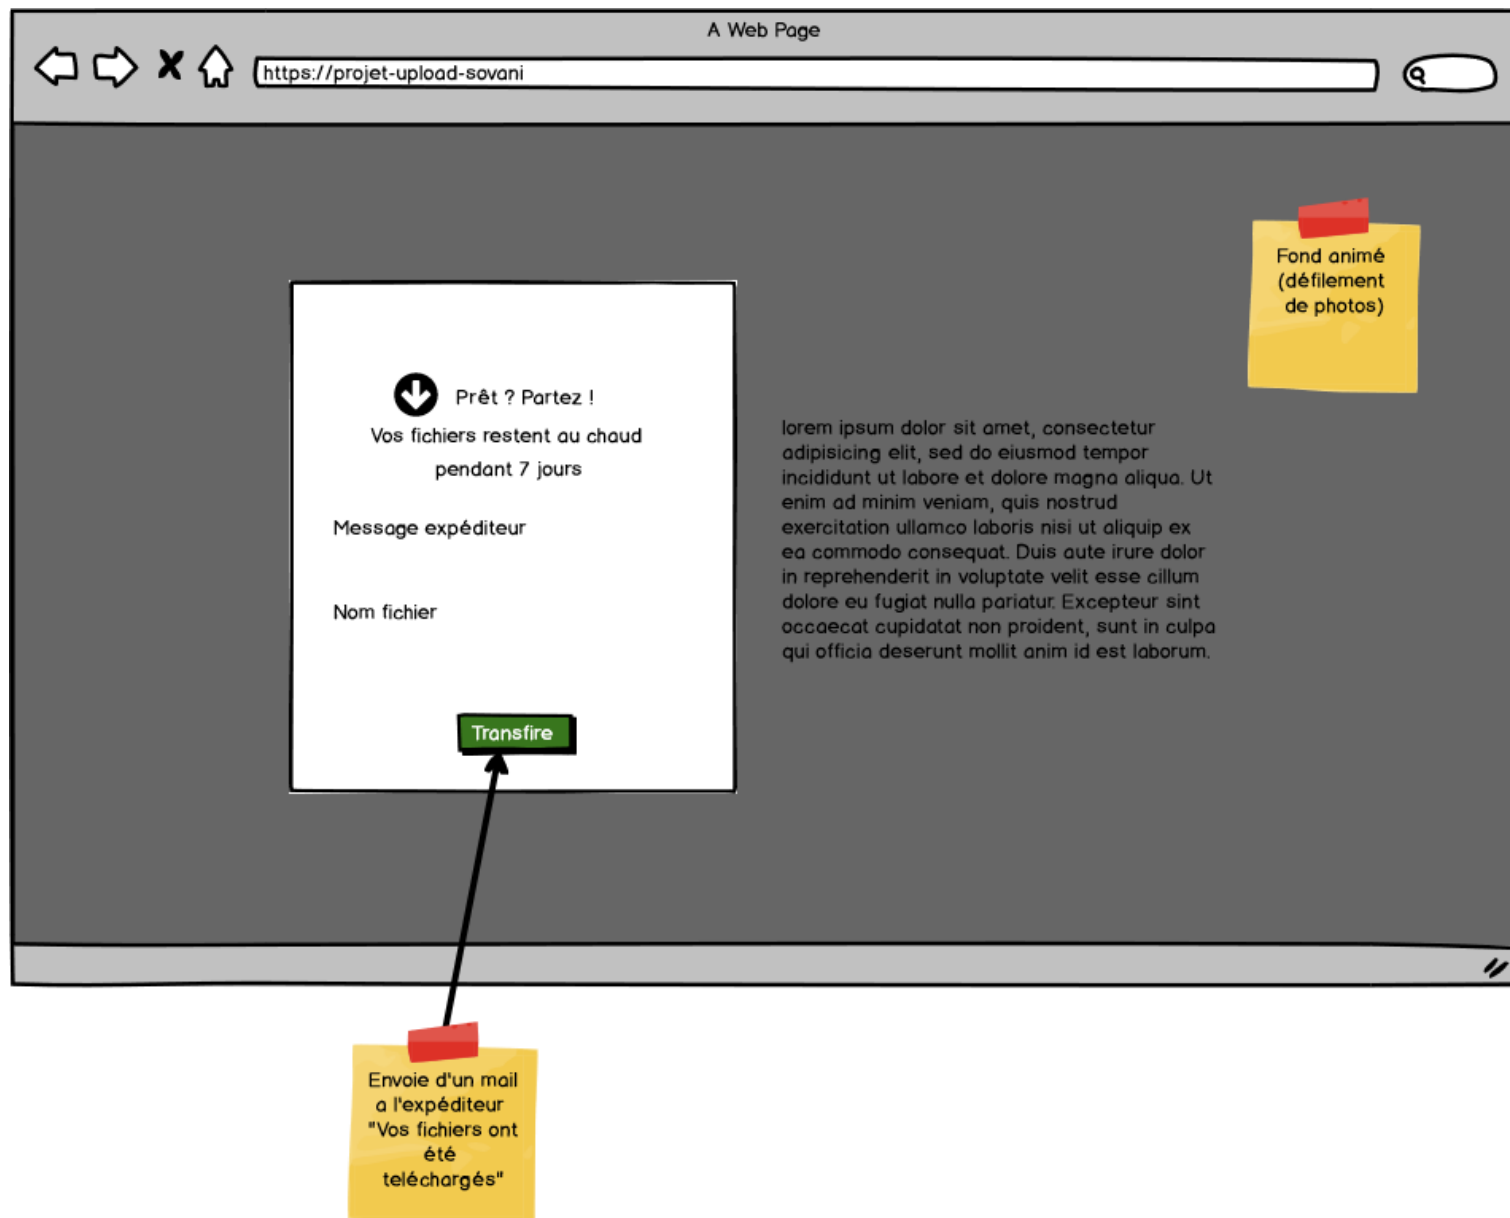 A Web Page
https://projet-upload-sovani
Fond animé
(défilement
de photos)
Prêt ? Partez !
Vos fichiers restent au chaud
pendant 7 jours
Message expéditeur
Nom fichier
Transfire
lorem ipsum dolor sit amet, consectetur
adipisicing elit, sed do eiusmod tempor
incididunt ut labore et dolore magna aliqua. Ut
enim ad minim veniam, quis nostrud
exercitation ullamco laboris nisi ut aliquip ex
ea commodo consequat. Duis aute irure dolor
in reprehenderit in voluptate velit esse cillum
dolore eu fugiat nulla pariatur. Excepteur sint
occaecat cupidatat non proident, sunt in culpa
qui officia deserunt mollit anim id est laborum.
Envoie d'un mail
a l'expéditeur
"Vos fichiers ont
été
teléchargés"